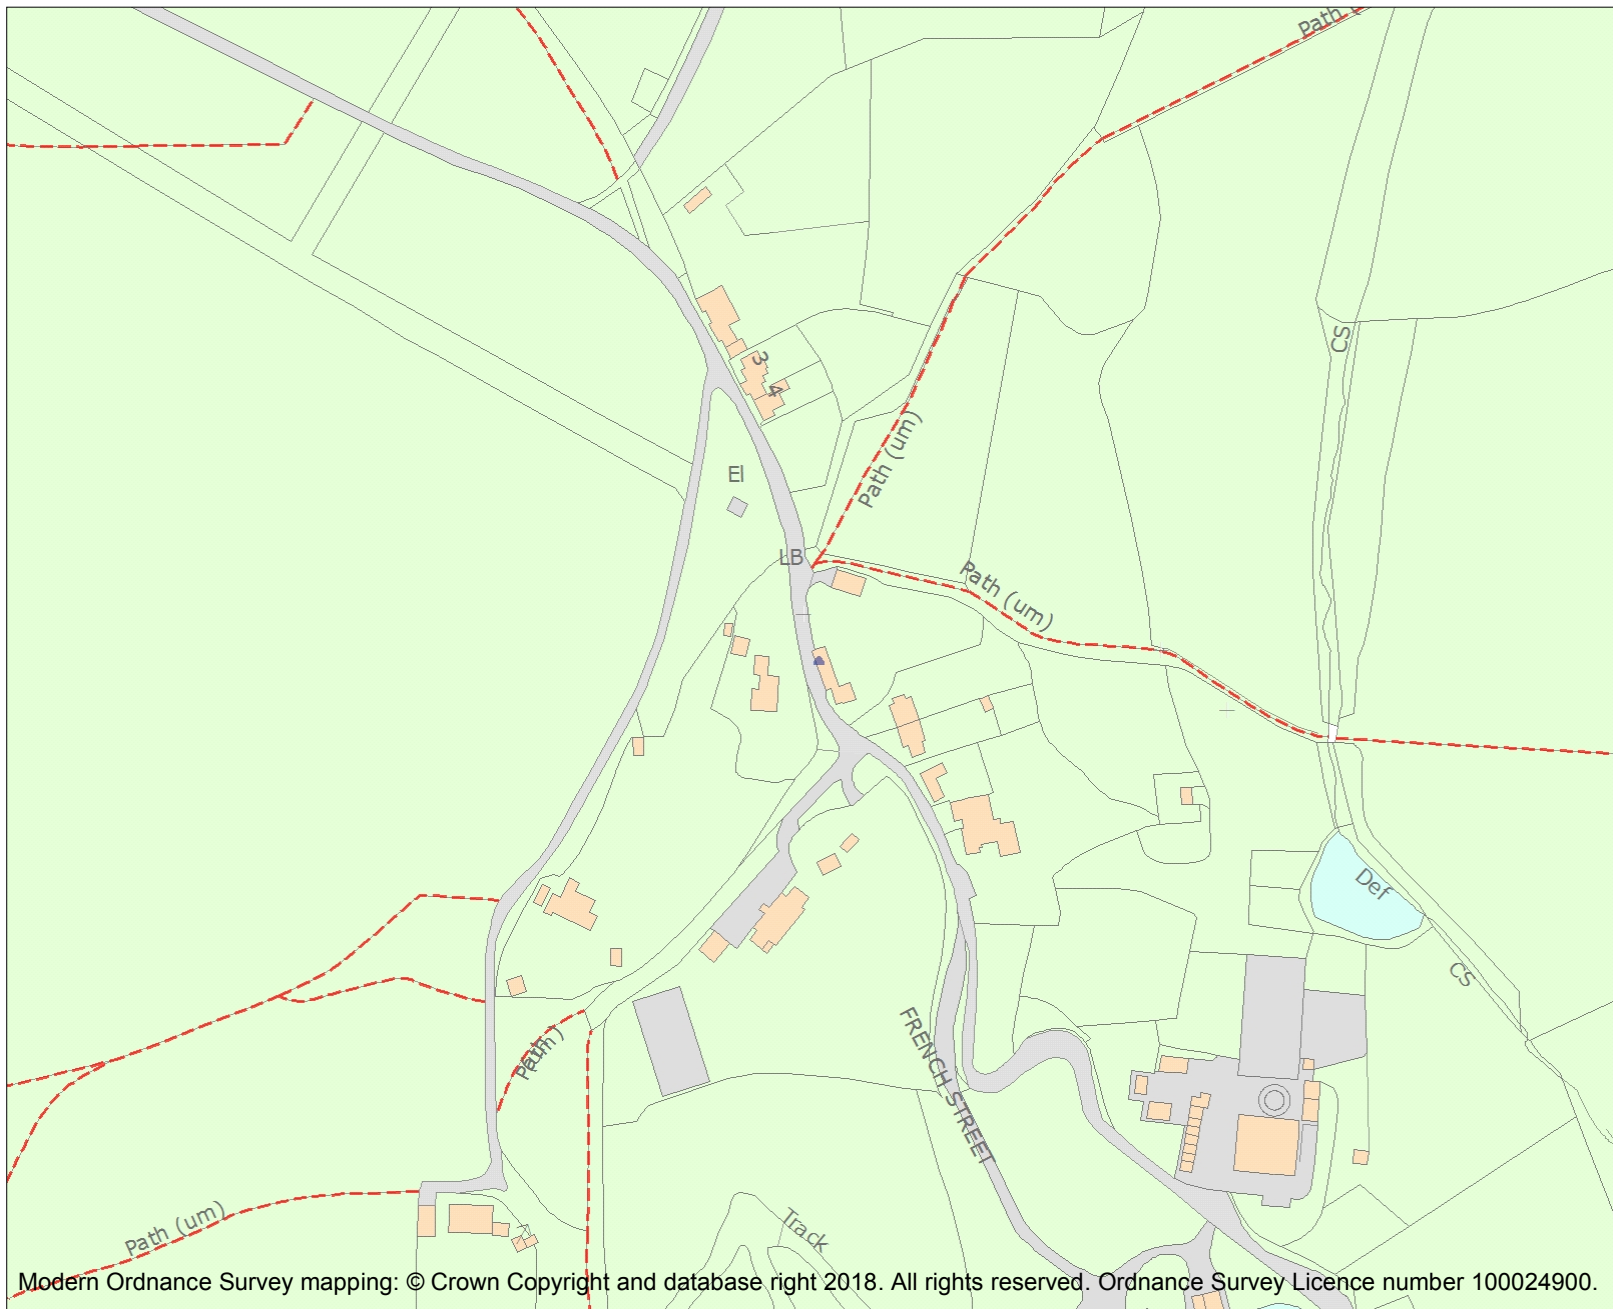 Path (
CS
3
4
Path (um)
El
LB
Path (um)
Def
CS
Path
m)
FRENCH STREET
Path (um)
Track
Modern Ordnance Survey mapping: © Crown Copyright and database right 2018. All rights reserved. Ordnance Survey Licence number 100024900.